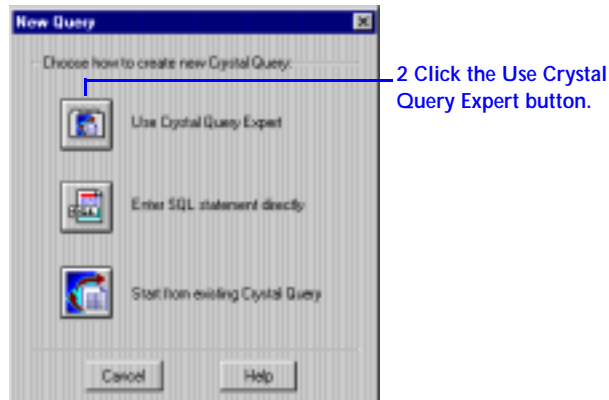 New Query
Choose how to create new Crystal Query:
2 Click the Use Crystal
Query Expert button.
Use Crystal Query Expert
Enter SQL statement directly
Start from existing Crystal Query
Cancel
Help